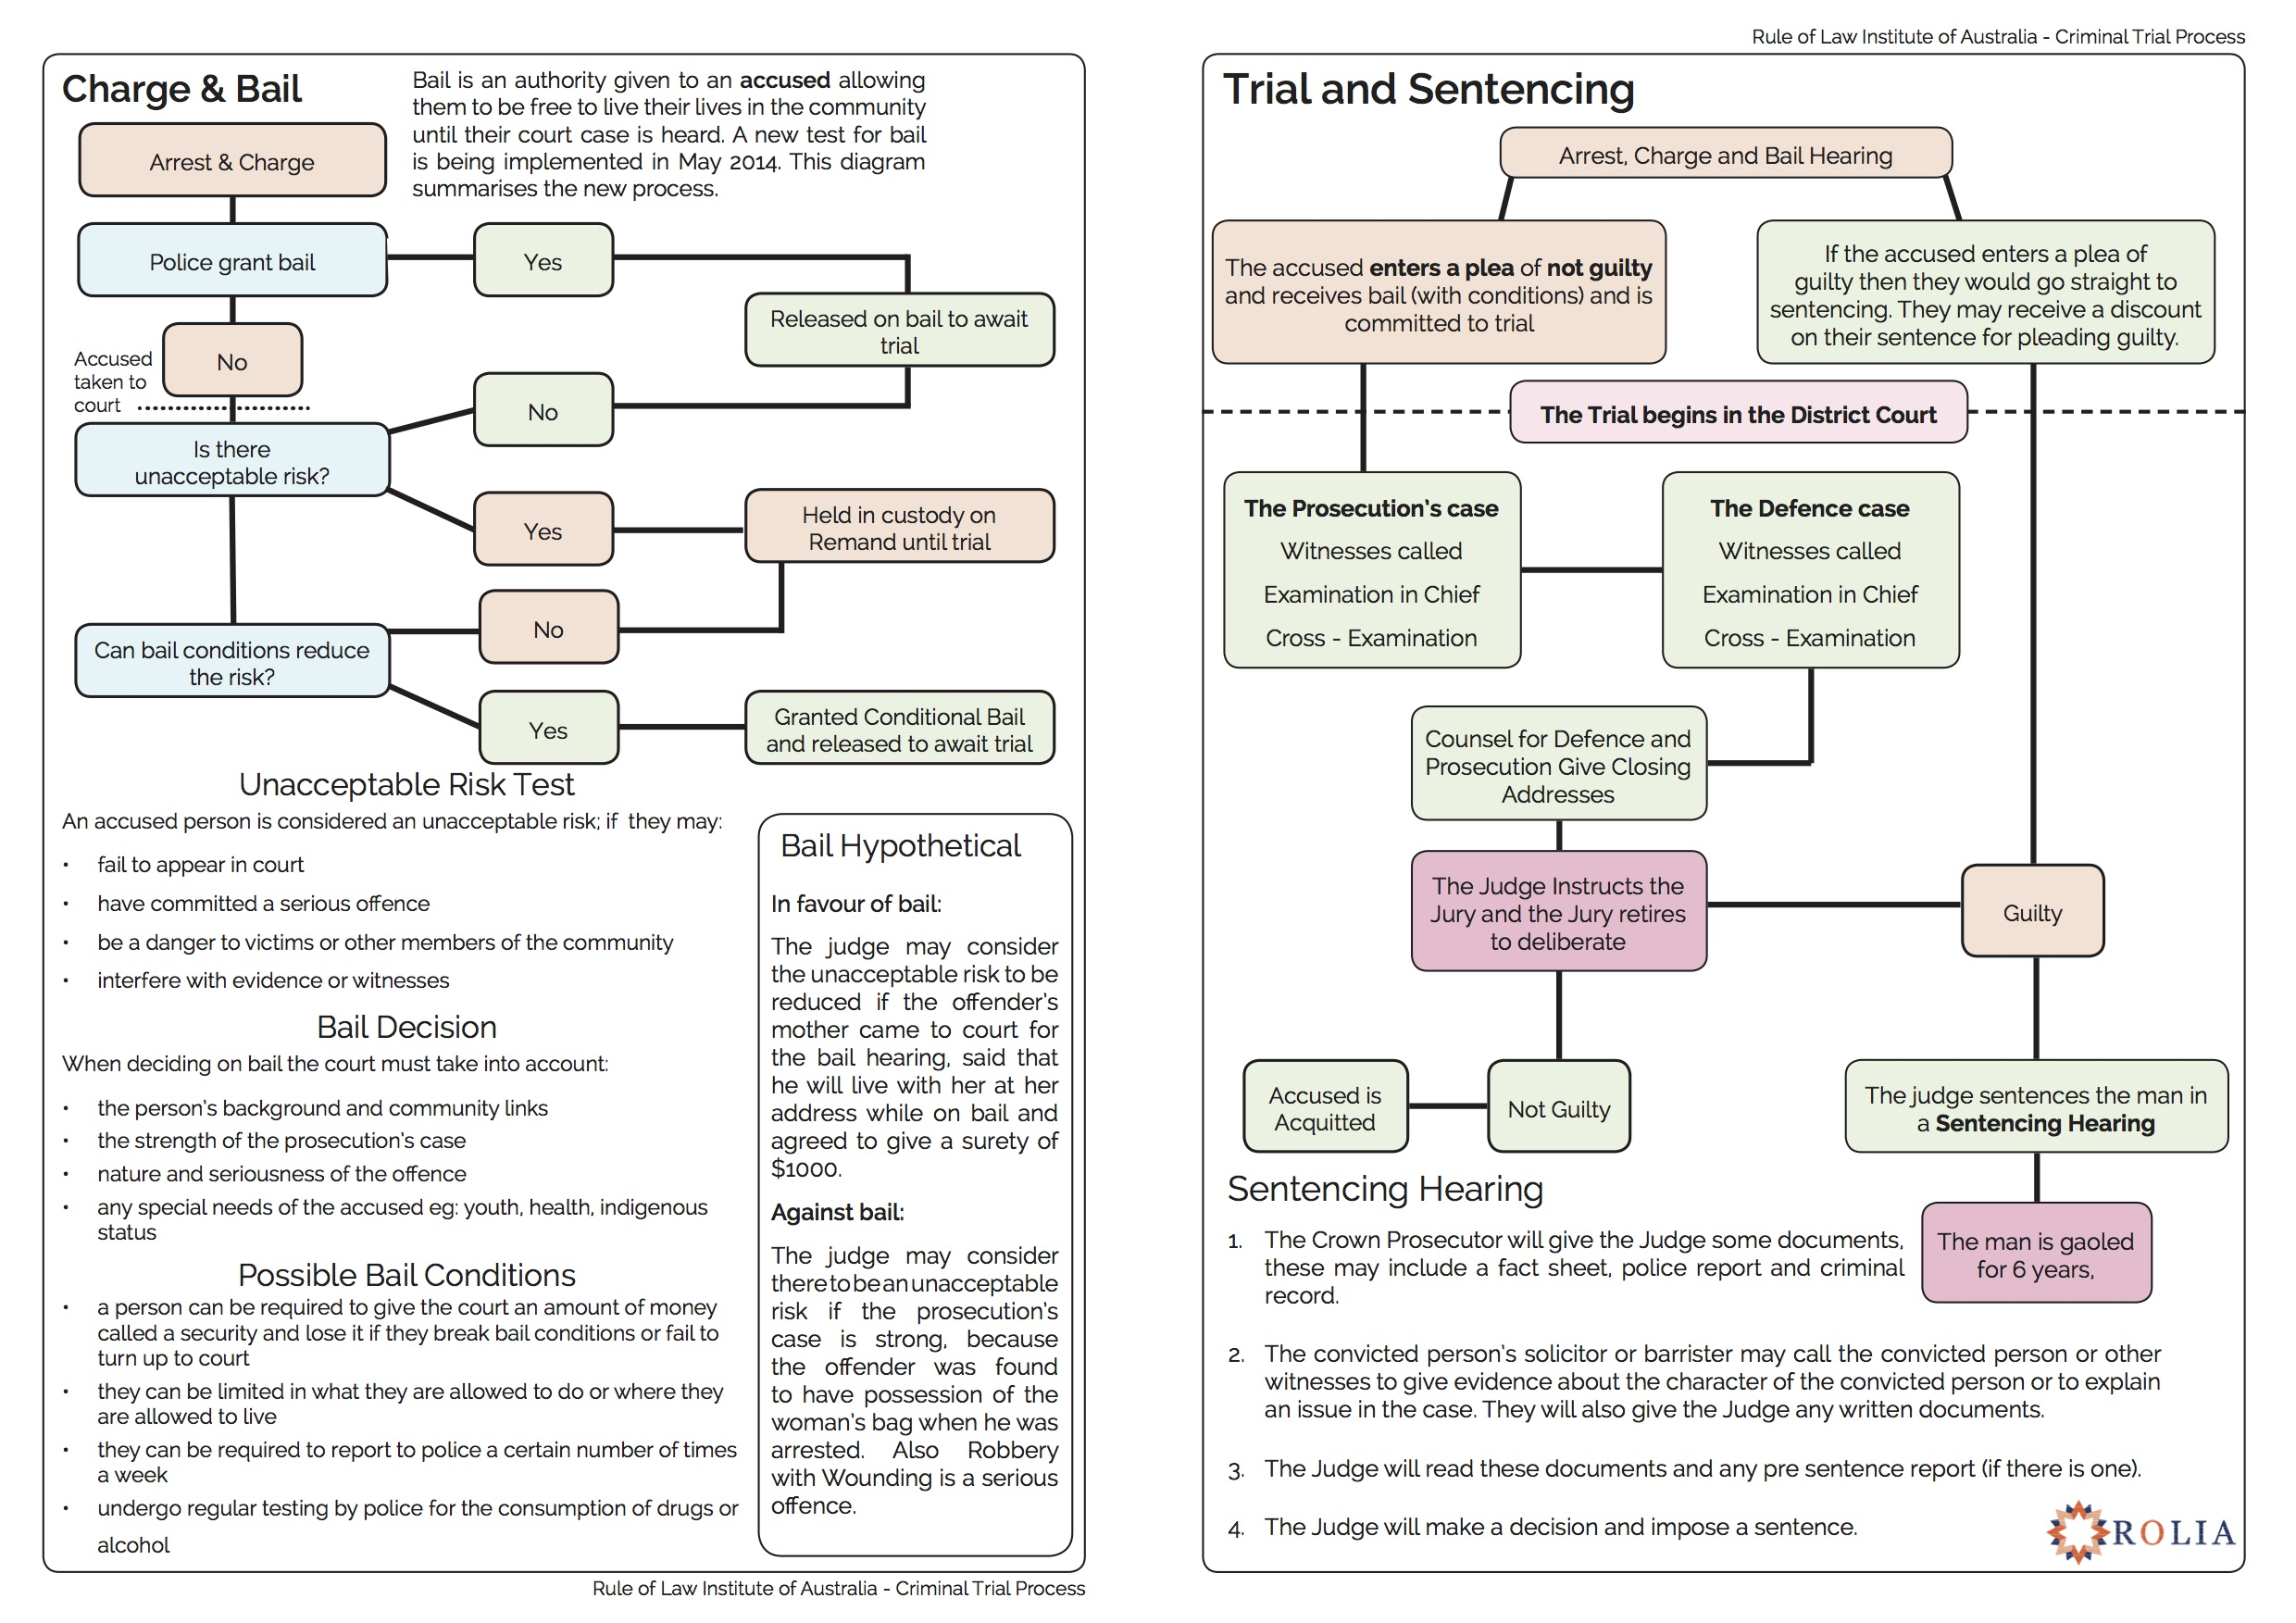 Rule of Law Institute of Australia - Criminal Trial Process
Charge & Bail
Bail is an authority given to an accused allowing
them to be free to live their lives in the community
until their court case is heard. A new test for bail
is being implemented in May 2014. This diagram
summarises the new process.
Arrest & Charge
Police grant bail
Yes
Released on bail to await
trial
No
Accused
taken to
court
No
Is there
unacceptable risk?
Yes
Held in custody on
Remand until trial
No
Can bail conditions reduce
the risk?
Yes
Granted Conditional Bail
and released to await trial
Unacceptable Risk Test
An accused person is considered an unacceptable risk; if they may:
• fail to appear in court
• have committed a serious offence
• be a danger to victims or other members of the community
• interfere with evidence or witnesses
Bail Decision
When deciding on bail the court must take into account:
• the person's background and community links
• the strength of the prosecution's case
• nature and seriousness of the offence
• any special needs of the accused eg: youth, health, indigenous
status
Possible Bail Conditions
• a person can be required to give the court an amount of money
called a security and lose it if they break bail conditions or fail to
turn up to court
• they can be limited in what they are allowed to do or where they
are allowed to live
• they can be required to report to police a certain number of times
a week
• undergo regular testing by police for the consumption of drugs or
alcohol
Bail Hypothetical
In favour of bail:
The judge may consider
the unacceptable risk to be
reduced if the offender's
mother came to court for
the bail hearing, said that
he will live with her at her
address while on bail and
agreed to give a surety of
$1000.
Against bail:
The judge may consider
there to be an unacceptable
risk if the prosecution's
case is strong, because
the offender was found
to have possession of the
woman's bag when he was
arrested. Also Robbery
with Wounding is a serious
offence.
Rule of Law Institute of Australia - Criminal Trial Process
Trial and Sentencing
Arrest, Charge and Bail Hearing
The accused enters a plea of not guilty
and receives bail (with conditions) and is
committed to trial
If the accused enters a plea of
guilty then they would go straight to
sentencing. They may receive a discount
on their sentence for pleading guilty.
The Trial begins in the District Court
The Prosecution's case
Witnesses called
Examination in Chief
Cross - Examination
The Defence case
Witnesses called
Examination in Chief
Cross - Examination
Counsel for Defence and
Prosecution Give Closing
Addresses
The Judge Instructs the
Jury and the Jury retires
to deliberate
Guilty
Accused is
Acquitted
Not Guilty
The judge sentences the man in
a Sentencing Hearing
The man is gaoled
for 6 years,
Sentencing Hearing
1. The Crown Prosecutor will give the Judge some documents,
these may include a fact sheet, police report and criminal
record.
2. The convicted person's solicitor or barrister may call the convicted person or other
witnesses to give evidence about the character of the convicted person or to explain
an issue in the case. They will also give the Judge any written documents.
3. The Judge will read these documents and any pre sentence report (if there is one).
4. The Judge will make a decision and impose a sentence.
ROLIA